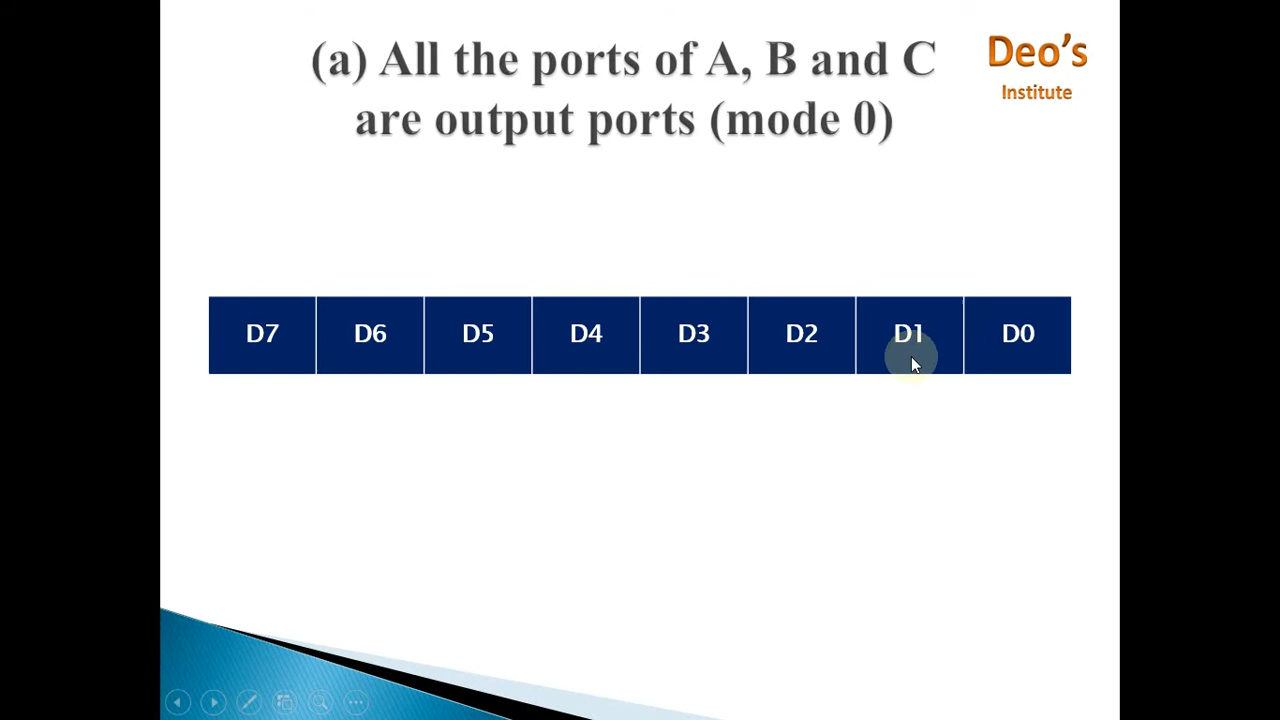 (a) All the ports of A, B and C
are output ports (mode 0)
Deo's
Institute
D7 D6 D5 D4 D3 D2 D1 D0